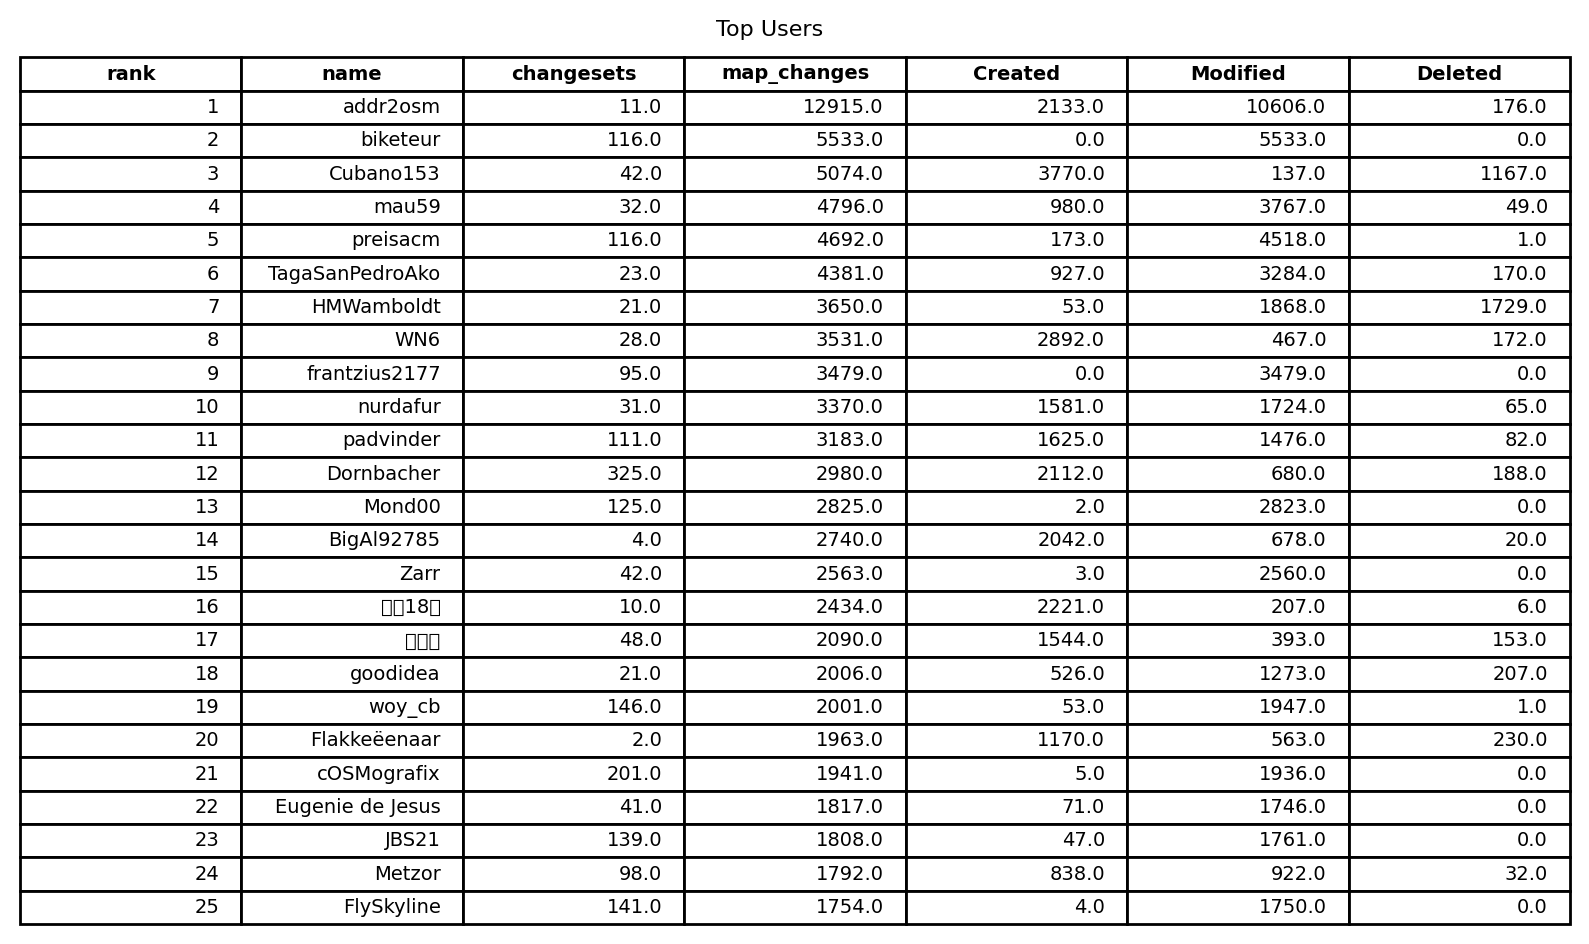 Top Users
rank name changesets map_changes Created Modified Deleted
1 addr2osm 11.0 12915.0 2133.0 10606.0 176.0
2 biketeur 116.0 5533.0 0.0 5533.0 0.0
3 Cubano153 42.0 5074.0 3770.0 137.0 1167.0
4 mau59 32.0 4796.0 980.0 3767.0 49.0
5 preisacm 116.0 4692.0 173.0 4518.0 1.0
6 TagaSanPedroAko 23.0 4381.0 927.0 3284.0 170.0
7 HMWamboldt 21.0 3650.0 53.0 1868.0 1729.0
8 WN6 28.0 3531.0 2892.0 467.0 172.0
9 frantzius2177 95.0 3479.0 0.0 3479.0 0.0
10 nurdafur 31.0 3370.0 1581.0 1724.0 65.0
11 padvinder 111.0 3183.0 1625.0 1476.0 82.0
12 Dornbacher 325.0 2980.0 2112.0 680.0 188.0
13 Mond00 125.0 2825.0 2.0 2823.0 0.0
14 BigAl92785 4.0 2740.0 2042.0 678.0 20.0
15 Zarr 42.0 2563.0 3.0 2560.0 0.0
16 18 10.0 2434.0 2221.0 207.0 6.0
17 48.0 2090.0 1544.0 393.0 153.0
18 goodidea 21.0 2006.0 526.0 1273.0 207.0
19 woy_cb 146.0 2001.0 53.0 1947.0 1.0
20 Flakkeëenaar 2.0 1963.0 1170.0 563.0 230.0
21 cOSMografix 201.0 1941.0 5.0 1936.0 0.0
22 Eugenie de Jesus 41.0 1817.0 71.0 1746.0 0.0
23 JBS21 139.0 1808.0 47.0 1761.0 0.0
24 Metzor 98.0 1792.0 838.0 922.0 32.0
25 FlySkyline 141.0 1754.0 4.0 1750.0 0.0